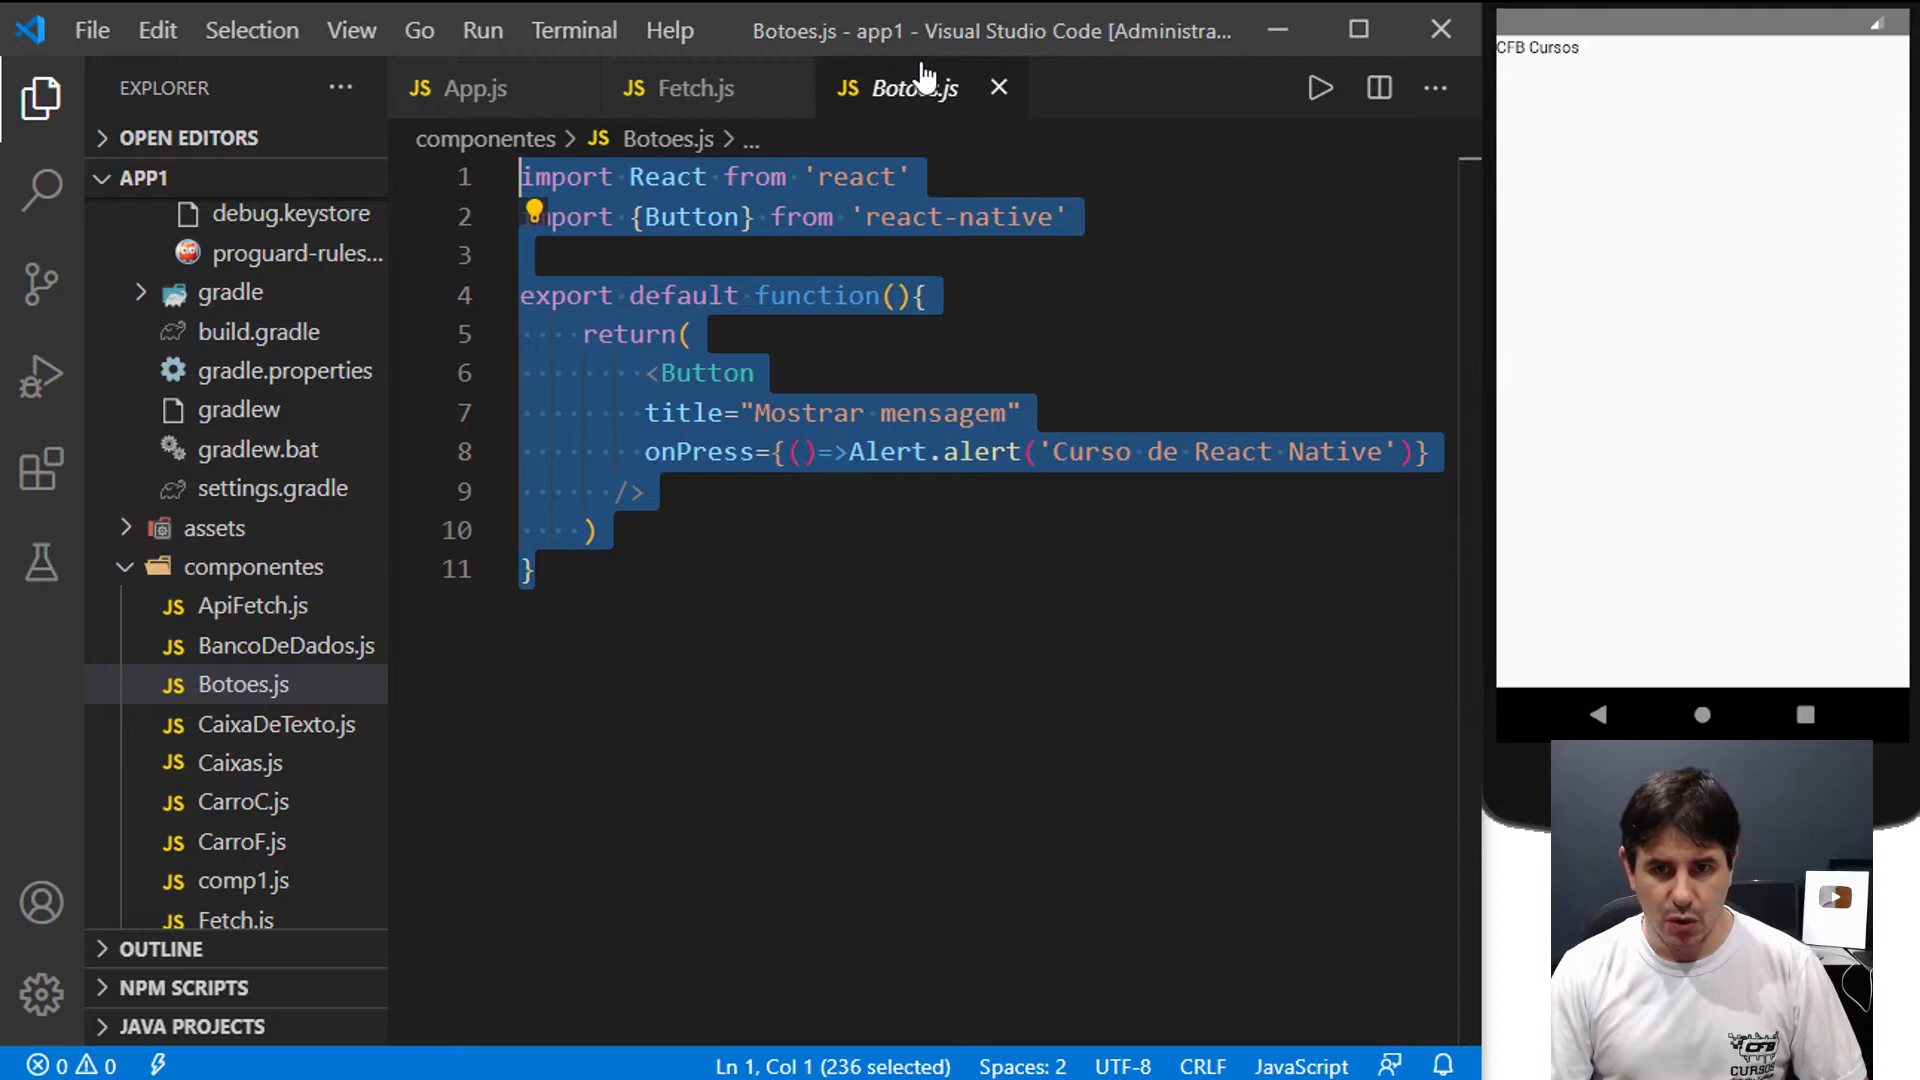 File Edit Selection View Go Run Terminal Help Botoes.js - app1 - Visual Studio Code [Administra...
EXPLORER
OPEN EDITORS
APP1
debug.keystore
proguard-rules...
gradle
build.gradle
gradle.properties
gradlew
gradlew.bat
settings.gradle
assets
componentes
JS ApiFetch.js
JS BancoDeDados.js
JS Botoes.js
JS CaixaDeTexto.js
JS Caixas.js
JS CarroC.js
JS CarroF.js
JS comp1.js
JS Fetch.js
OUTLINE
NPM SCRIPTS
JAVA PROJECTS
JS App.js JS Fetch.js JS Botoes.js
componentes > JS Botoes.js > ...
1 import React from 'react'
2 import {Button} from 'react-native'
3
4 export default function(){
5 return(
6 <Button
7 title="Mostrar mensagem"
8 onPress={()=>Alert.alert('Curso de React Native')}
9 />
10 )
11 }
0 0 Ln 1, Col 1 (236 selected) Spaces: 2 UTF-8 CRLF JavaScript
CFB Cursos
CFB
CURSOS